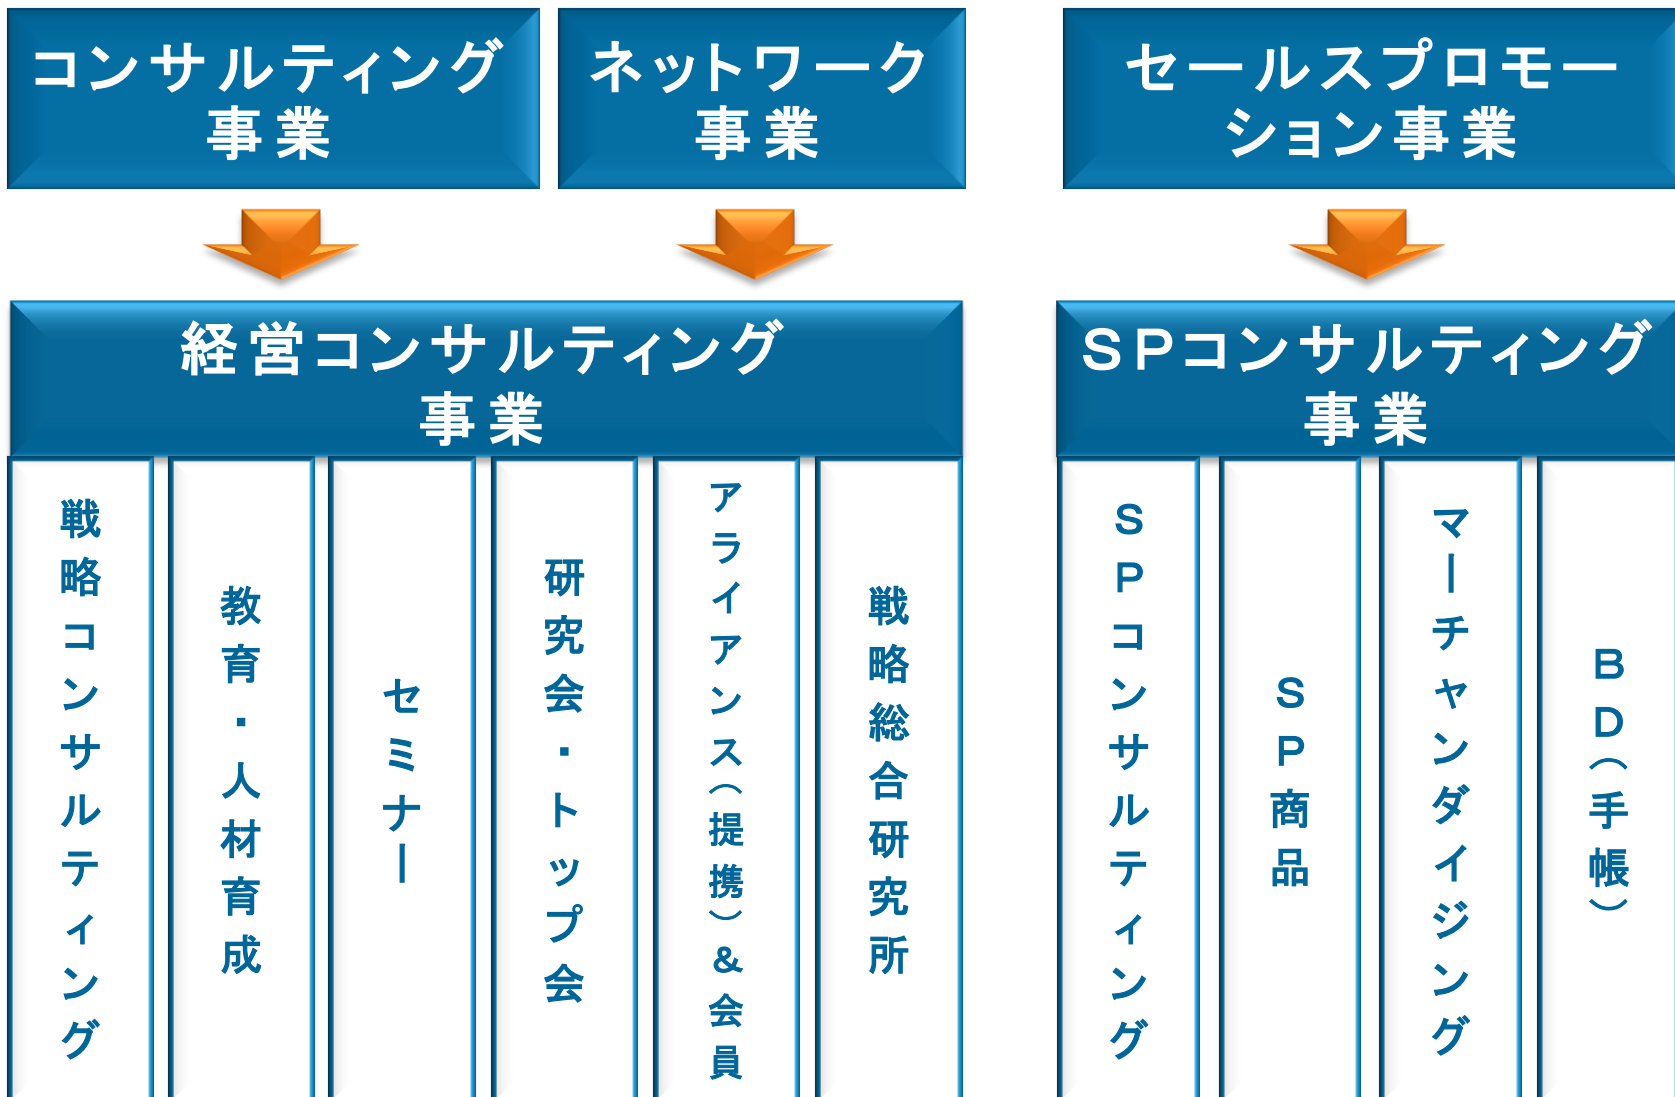 コンサルティング
事業
ネットワーク
事業
セールスプロモー
ション事業
経営コンサルティング
事業
ＳＰコンサルティング
事業
戦略コンサルティング
教育・人材育成
セミナー
研究会・トップ会
アライアンス（提携）＆会員
戦略総合研究所
ＳＰコンサルティング
ＳＰ商品
マーチャンダイジング
ＢＤ（手帳）